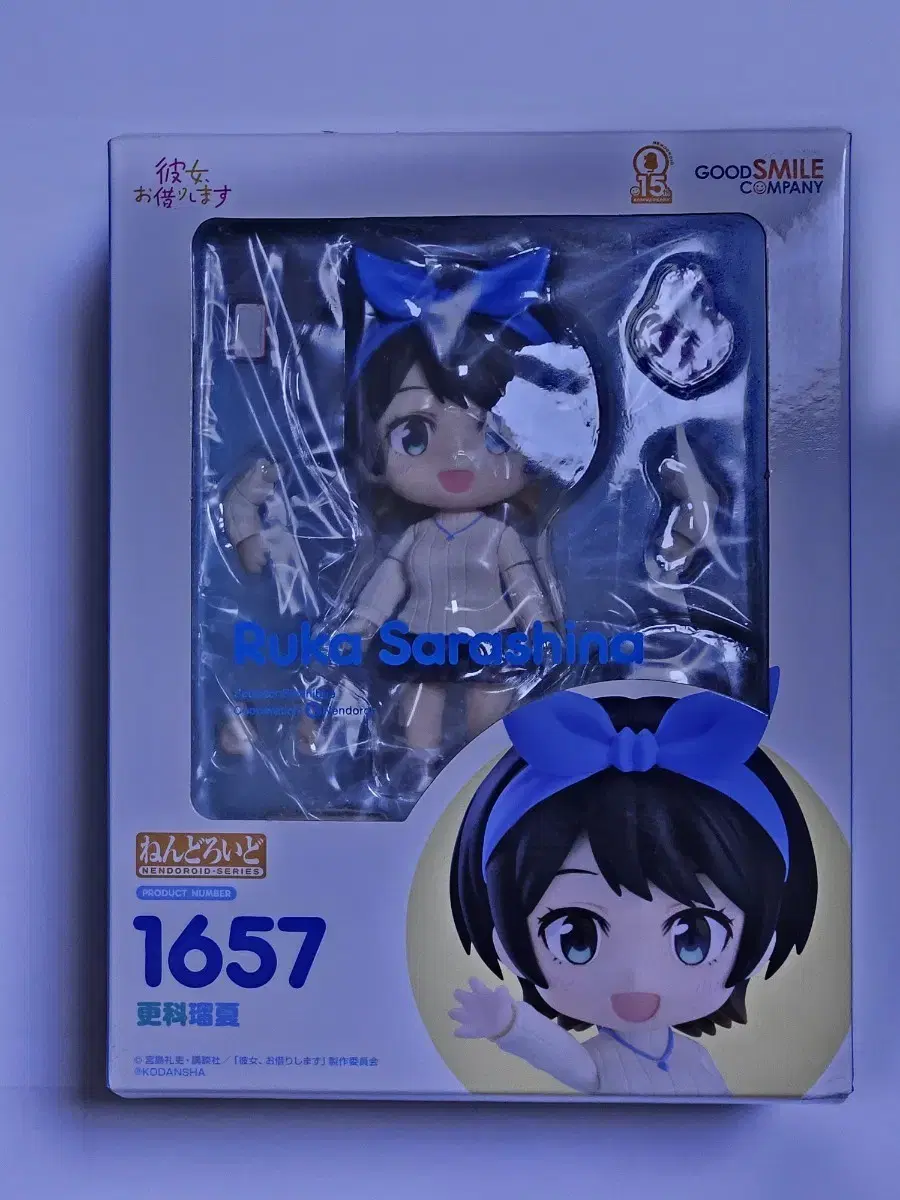 彼女、
お借りします
15
GOOD SMILE
COMPANY
Ruka Sarashina
ねんどろいど
NENDOROID·SERIES
PRODUCT NUMBER
1657
更科瑠夏
© 宮島礼吏・講談社／「彼女、お借りします」製作委員会
©KODANSHA